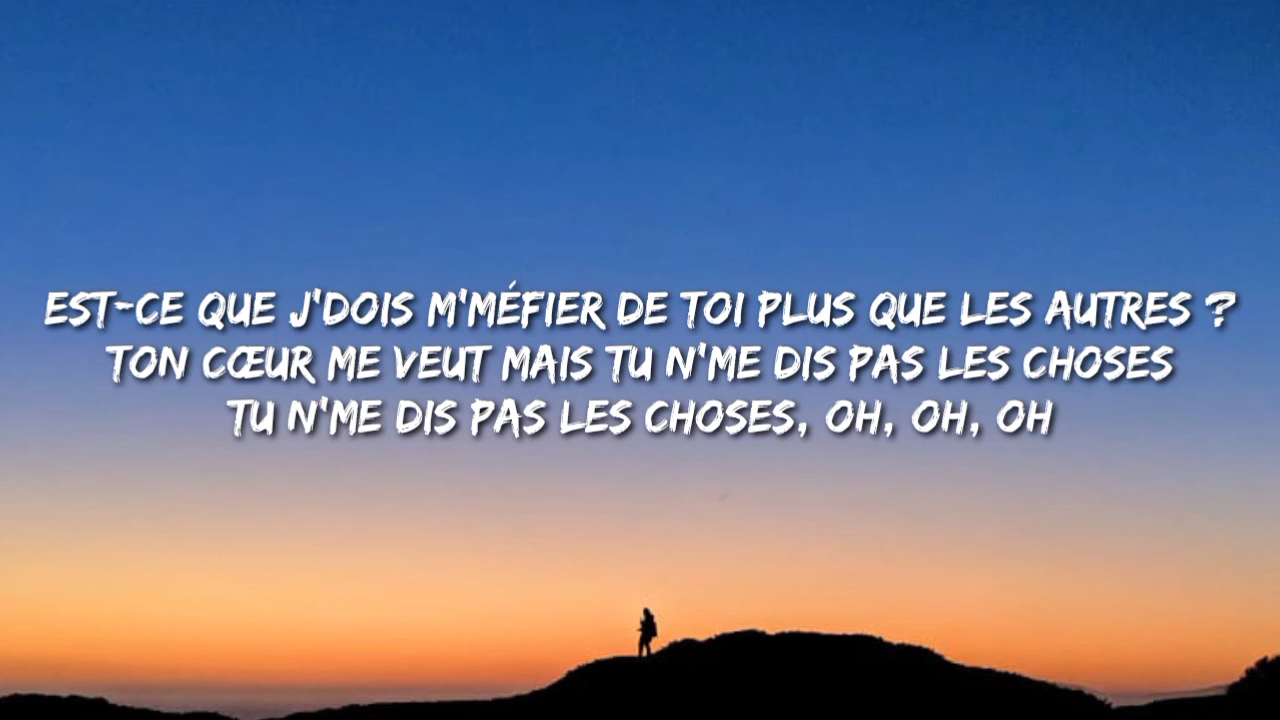 EST-CE QUE J'DOIS M'MÉFIER DE TOI PLUS QUE LES AUTRES ?
TON CŒUR ME VEUT MAIS TU N'ME DIS PAS LES CHOSES
TU N'ME DIS PAS LES CHOSES, OH, OH, OH